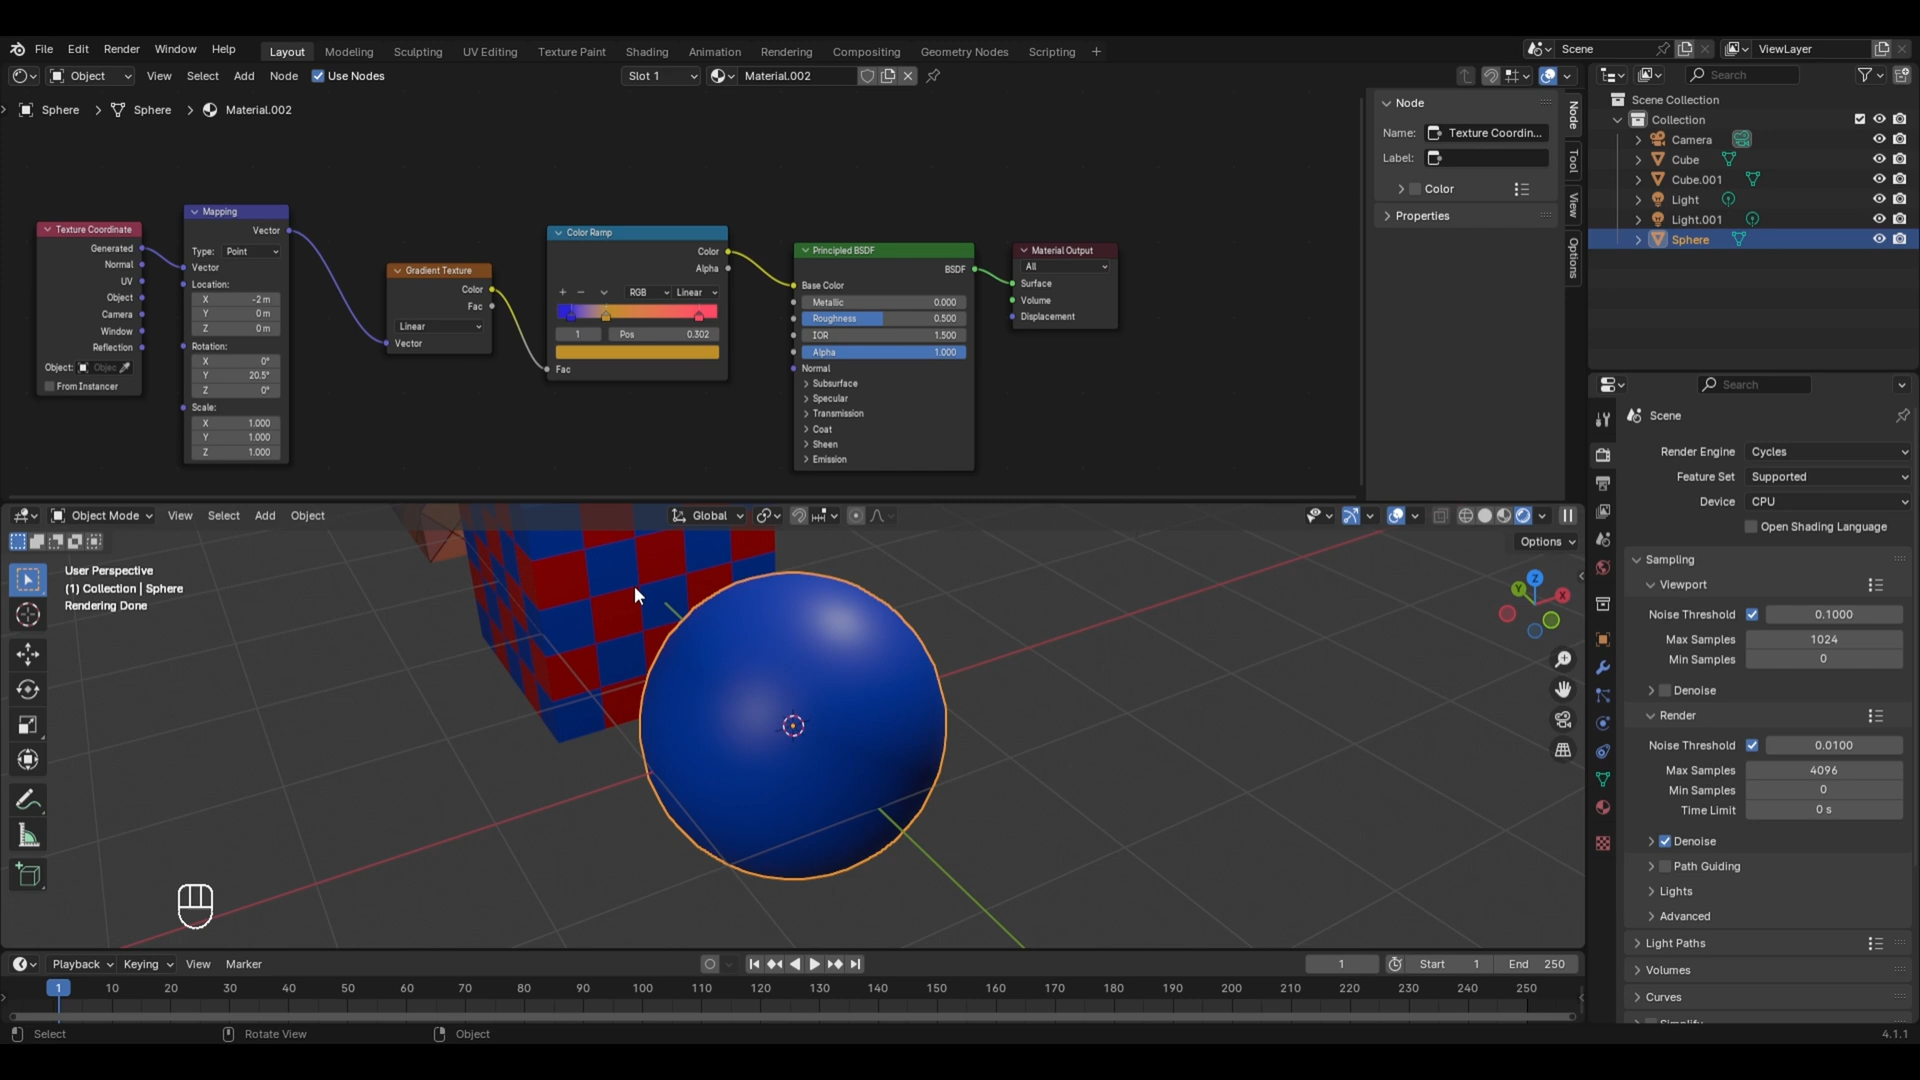 File Edit Render Window Help Layout Modeling Sculpting UV Editing Texture Paint Shading Animation Rendering Compositing Geometry Nodes Scripting + Scene ViewLayer
Object View Select Add Node Use Nodes Slot 1 Material.002 Search
Sphere > Sphere > Material.002
Node
Name: Texture Coordin...
Label:
Color
Properties
Node
Tool
View
Options
Texture Coordinate
Generated
Normal
UV
Object
Camera
Window
Reflection
Object: Objec
From Instancer
Mapping
Vector
Type: Point
Vector
Location:
X -2 m
Y 0 m
Z 0 m
Rotation:
X 0°
Y 20.5°
Z 0°
Scale:
X 1.000
Y 1.000
Z 1.000
Gradient Texture
Color
Fac
Linear
Vector
Color Ramp
Color
Alpha
RGB Linear
1 Pos 0.302
Fac
Principled BSDF
BSDF
Base Color
Metallic 0.000
Roughness 0.500
IOR 1.500
Alpha 1.000
Normal
Subsurface
Specular
Transmission
Coat
Sheen
Emission
Material Output
All
Surface
Volume
Displacement
Scene Collection
Collection
Camera
Cube
Cube.001
Light
Light.001
Sphere
Search
Scene
Render Engine Cycles
Feature Set Supported
Device CPU
Open Shading Language
Sampling
Viewport
Noise Threshold 0.1000
Max Samples 1024
Min Samples 0
Denoise
Render
Noise Threshold 0.0100
Max Samples 4096
Min Samples 0
Time Limit 0 s
Denoise
Path Guiding
Lights
Advanced
Light Paths
Volumes
Curves
Object Mode View Select Add Object Global
Options
User Perspective
(1) Collection | Sphere
Rendering Done
Z
Y
X
Playback Keying View Marker 1 Start 1 End 250
1 10 20 30 40 50 60 70 80 90 100 110 120 130 140 150 160 170 180 190 200 210 220 230 240 250
Select Rotate View Object 4.1.1